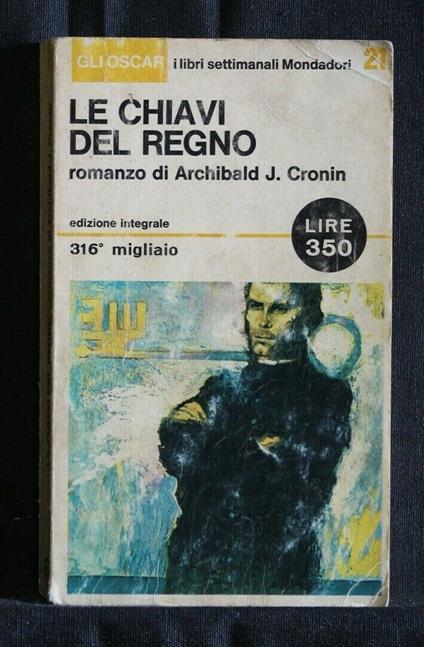 GLI OSCAR i libri settimanali Mondadori 21
LE CHIAVI
DEL REGNO
romanzo di Archibald J. Cronin
edizione integrale
LIRE
350
316° migliaio